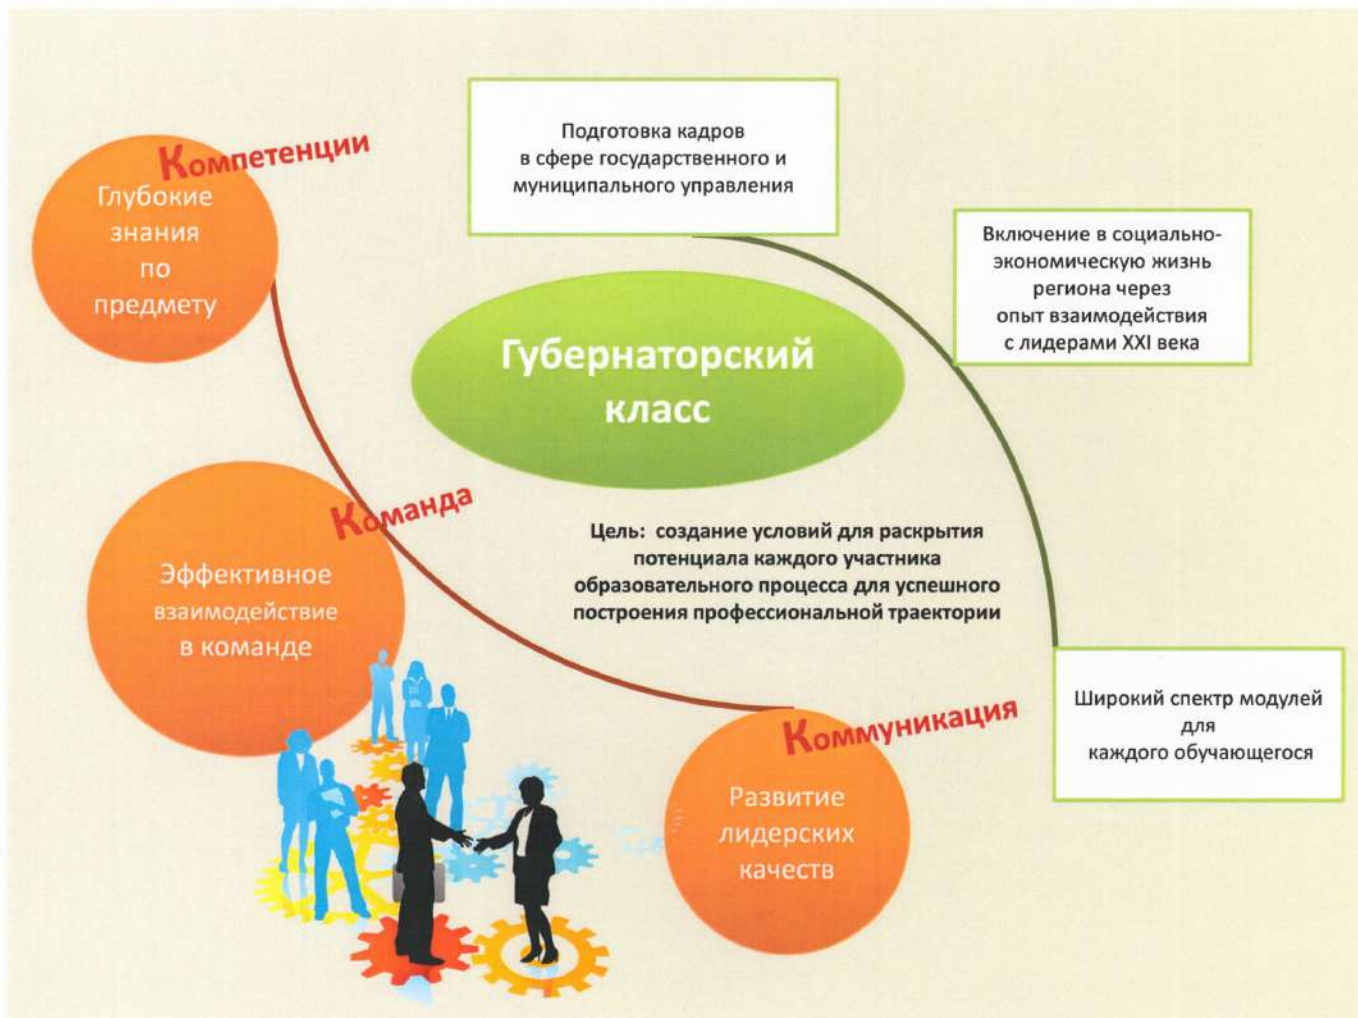 Компетенции
Глубокие
знания
по
предмету
Подготовка кадров
в сфере государственного и
муниципального управления
Включение в социально-
экономическую жизнь
региона через
опыт взаимодействия
с лидерами XXI века
Губернаторский
класс
Команда
Эффективное
взаимодействие
в команде
Цель: создание условий для раскрытия
потенциала каждого участника
образовательного процесса для успешного
построения профессиональной траектории
Широкий спектр модулей
для
каждого обучающегося
Коммуникация
Развитие
лидерских
качеств